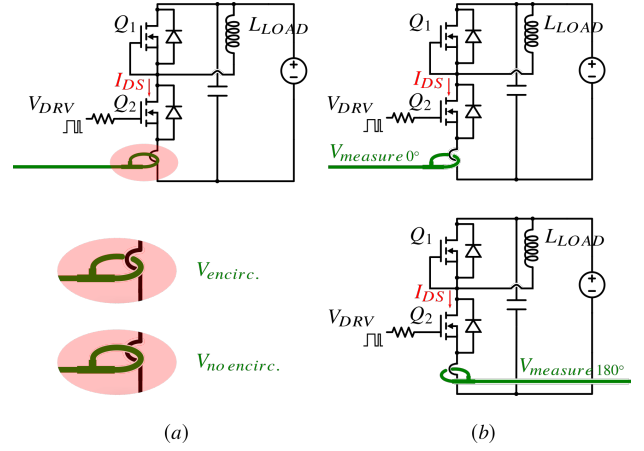 Q1
LLOAD
IDS
VDRV
Q2
Vencirc.
Vno encirc.
(a)
Q1
LLOAD
IDS
VDRV
Q2
Vmeasure 0°
Q1
LLOAD
IDS
VDRV
Q2
Vmeasure 180°
(b)